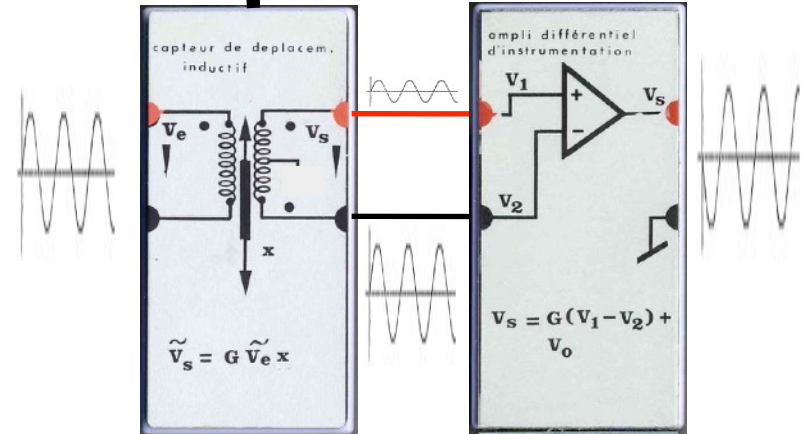 capteur de deplacem.
inductif
Ve
Vs
x
Ṽs = G Ṽe x
ampli différentiel
d'instrumentation
V1
+
Vs
−
V2
Vs = G(V1−V2) +
Vo